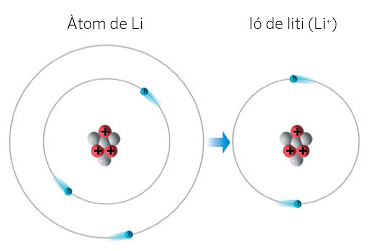 Àtom de Li
Ió de liti (Li⁺)
+
+ +
+
+ +